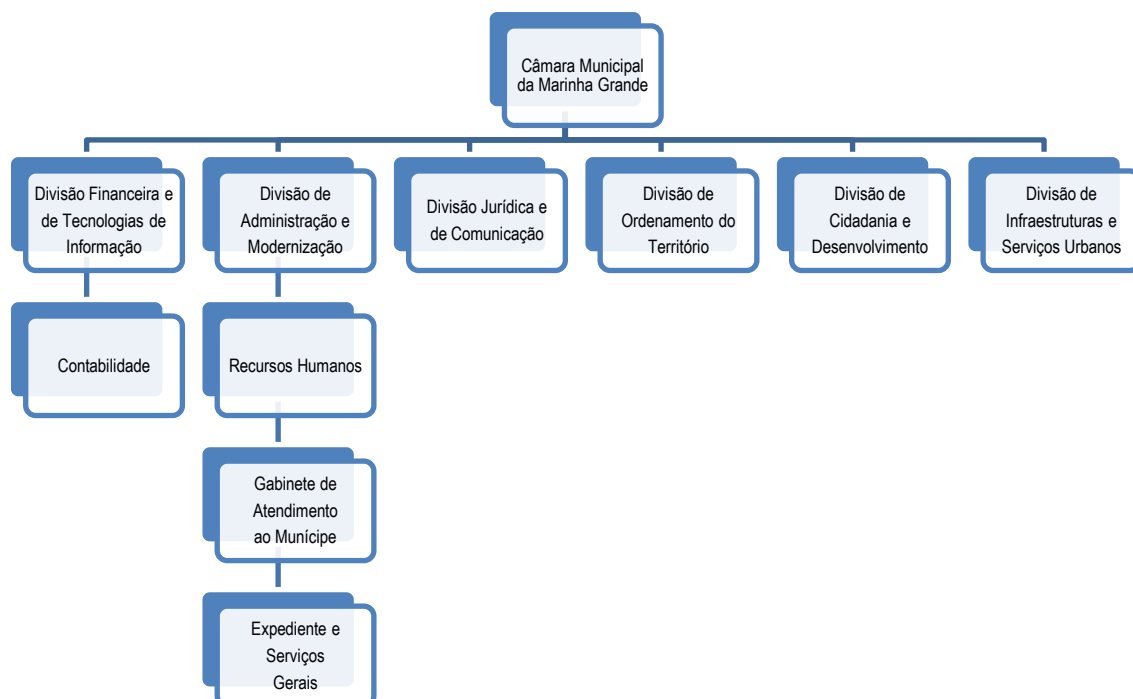 Câmara Municipal
da Marinha Grande
Divisão Financeira e
de Tecnologias de
Informação
Divisão de
Administração e
Modernização
Divisão Jurídica e
de Comunicação
Divisão de
Ordenamento do
Território
Divisão de
Cidadania e
Desenvolvimento
Divisão de
Infraestruturas e
Serviços Urbanos
Contabilidade
Recursos Humanos
Gabinete de
Atendimento
ao Munícipe
Expediente e
Serviços
Gerais